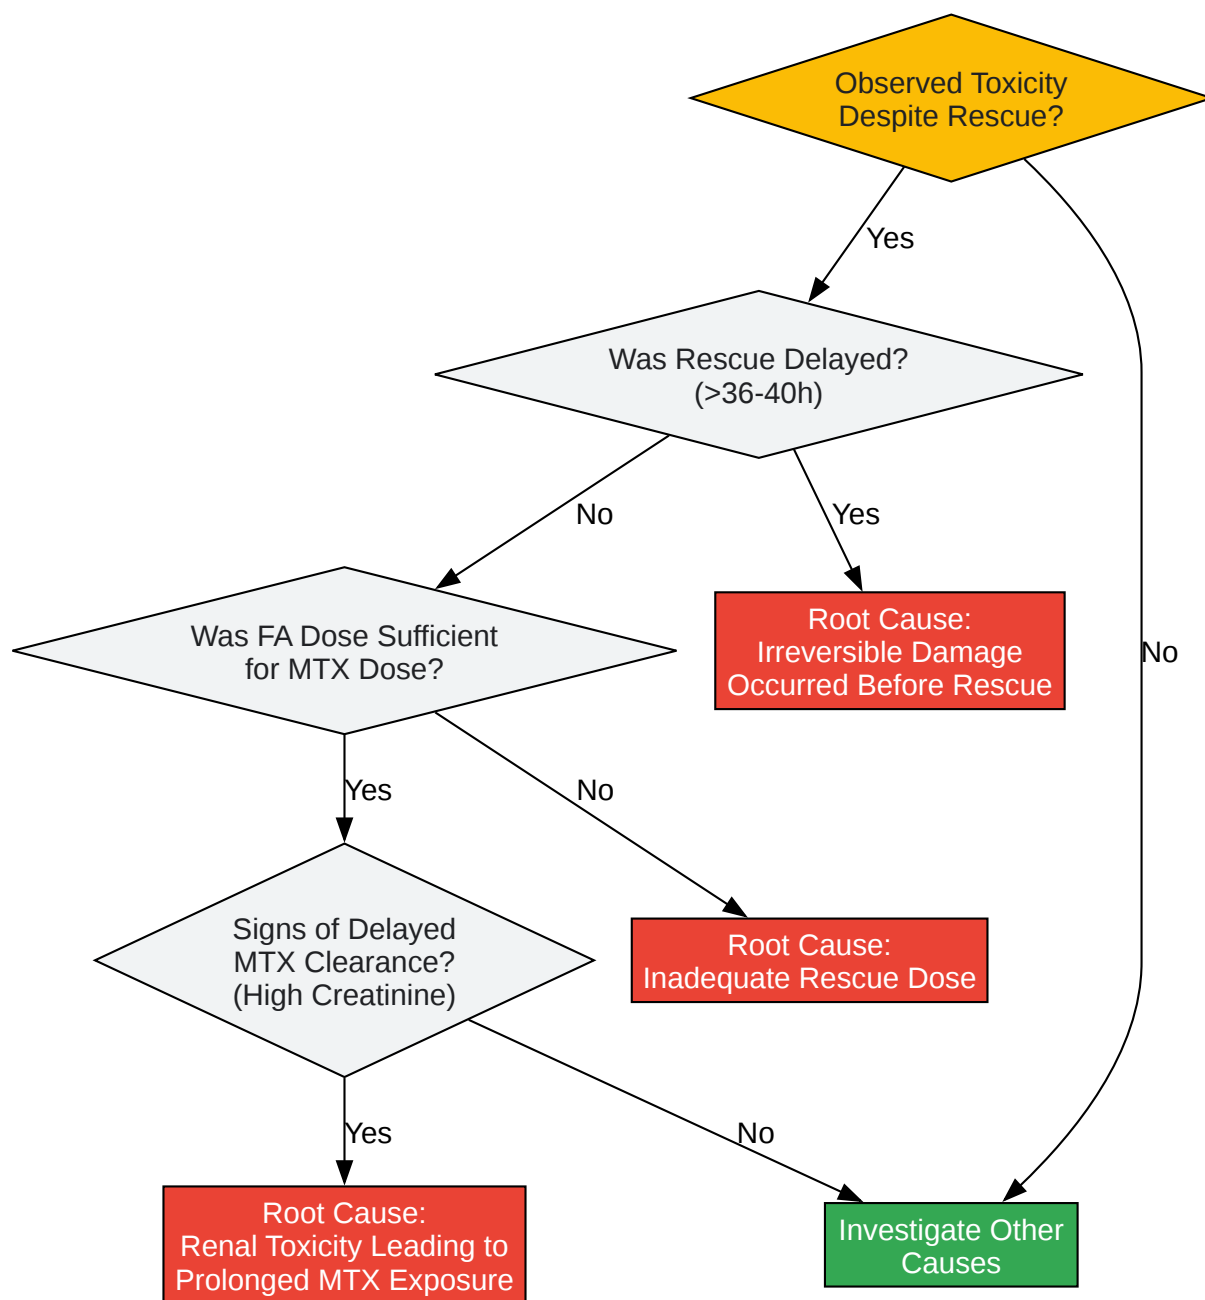 Observed Toxicity
Despite Rescue?
Yes
Was Rescue Delayed?
(>36-40h)
No
Yes
Root Cause:
Irreversible Damage
Occurred Before Rescue
No
Was FA Dose Sufficient
for MTX Dose?
Yes
No
Signs of Delayed
MTX Clearance?
(High Creatinine)
Root Cause:
Inadequate Rescue Dose
Yes
No
Root Cause:
Renal Toxicity Leading to
Prolonged MTX Exposure
Investigate Other
Causes